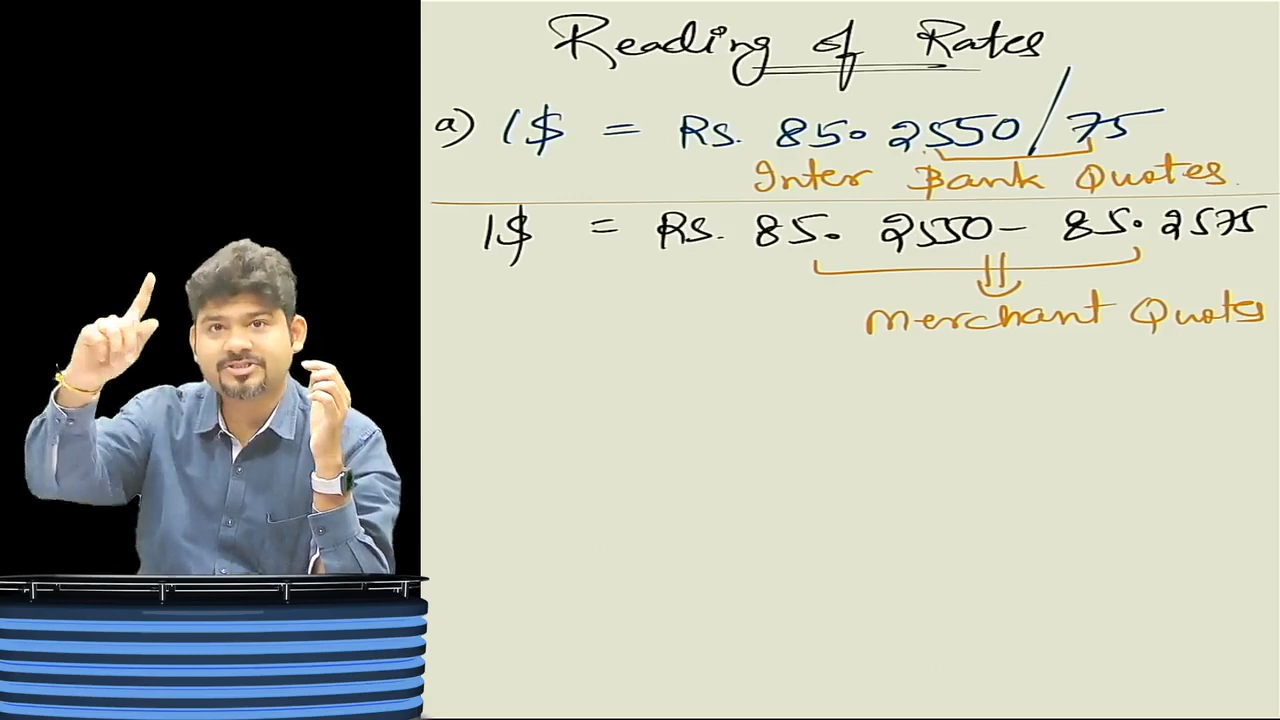 Reading of Rates
a) 1$ = Rs. 85.2550/75
Inter Bank Quotes
1$ = Rs. 85.2550 - 85.2575
Merchant Quotes